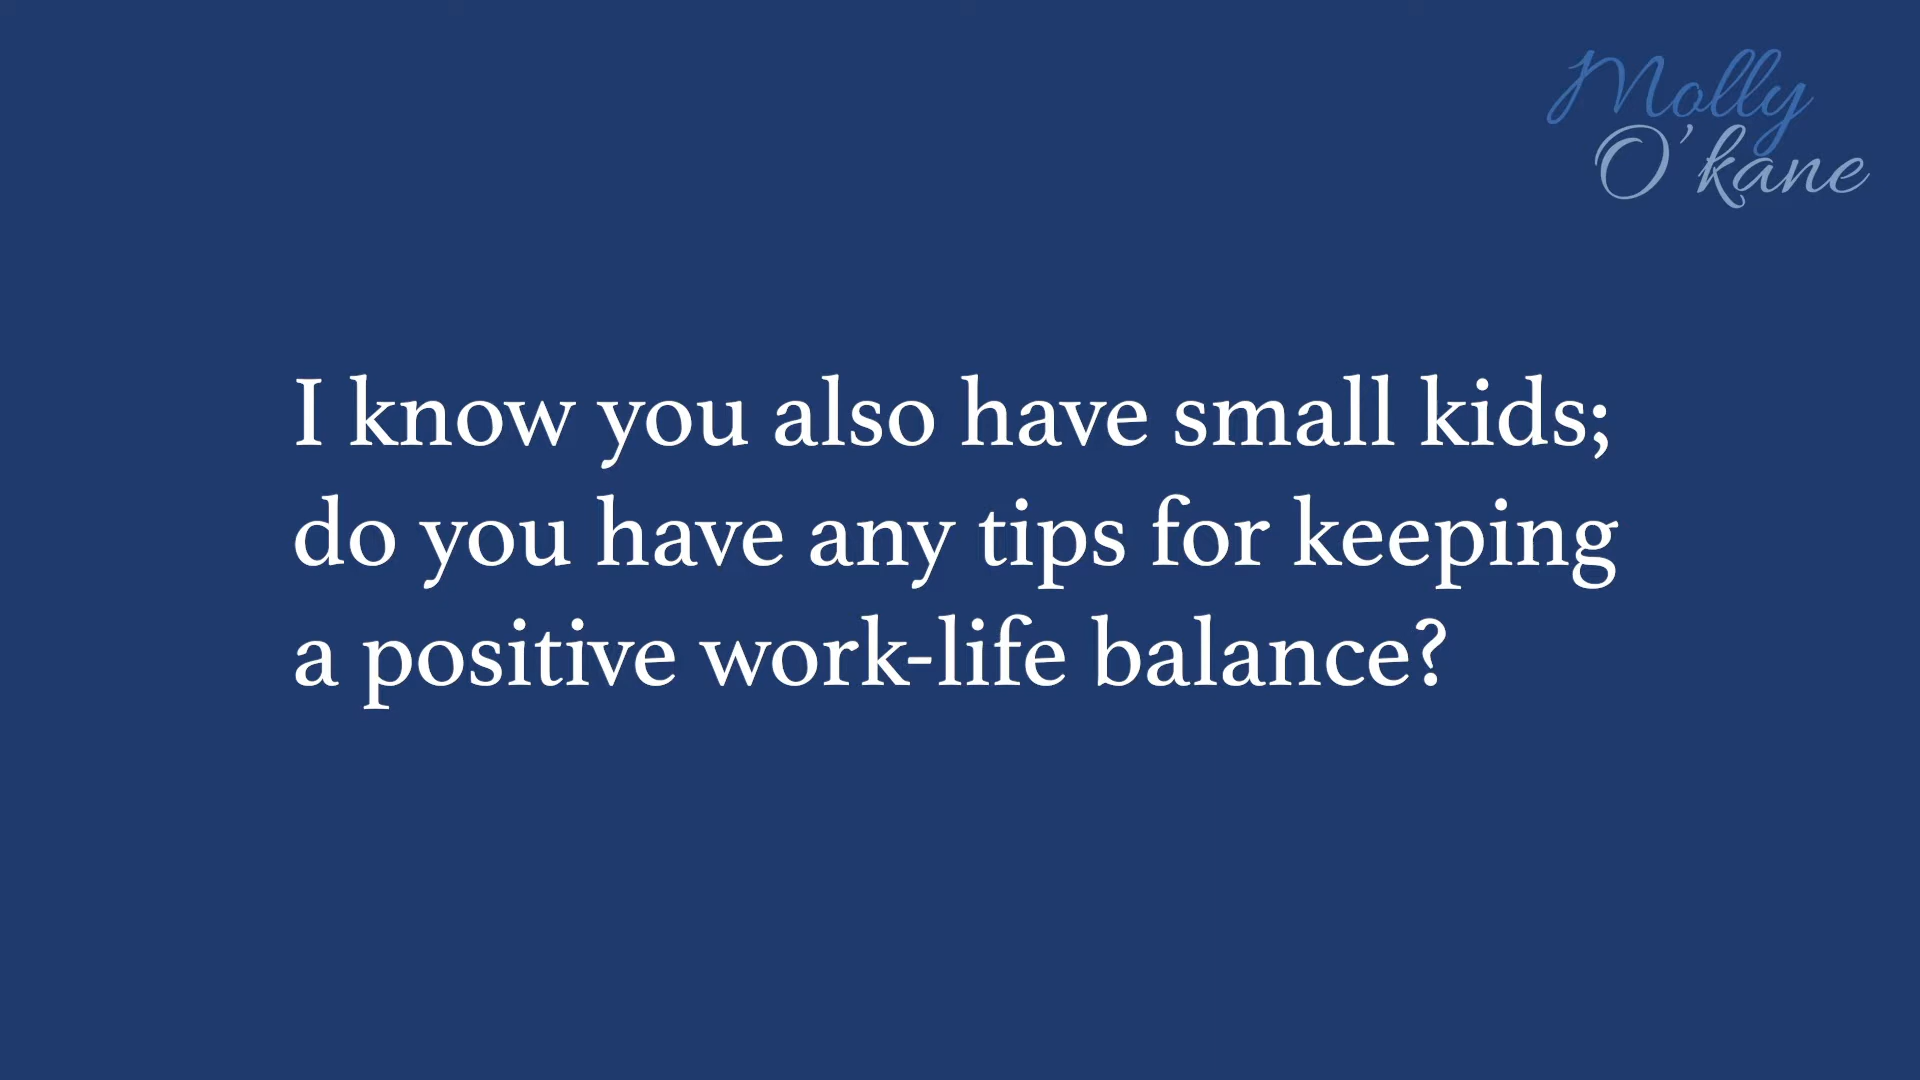 Molly
O'kane
I know you also have small kids;
do you have any tips for keeping
a positive work-life balance?